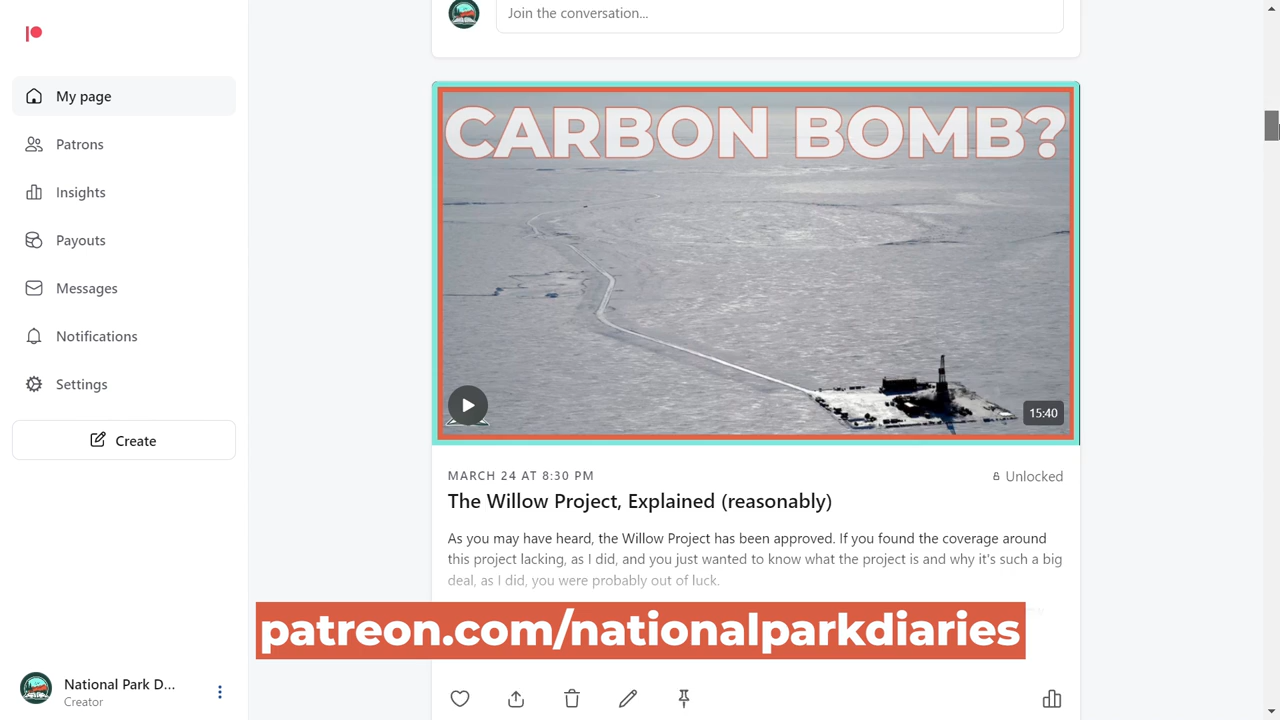 Join the conversation...
My page
Patrons
Insights
Payouts
Messages
Notifications
Settings
Create
CARBON BOMB?
15:40
MARCH 24 AT 8:30 PM
Unlocked
The Willow Project, Explained (reasonably)
As you may have heard, the Willow Project has been approved. If you found the coverage around
this project lacking, as I did, and you just wanted to know what the project is and why it's such a big
deal, as I did, you were probably out of luck.
patreon.com/nationalparkdiaries
National Park D...
Creator